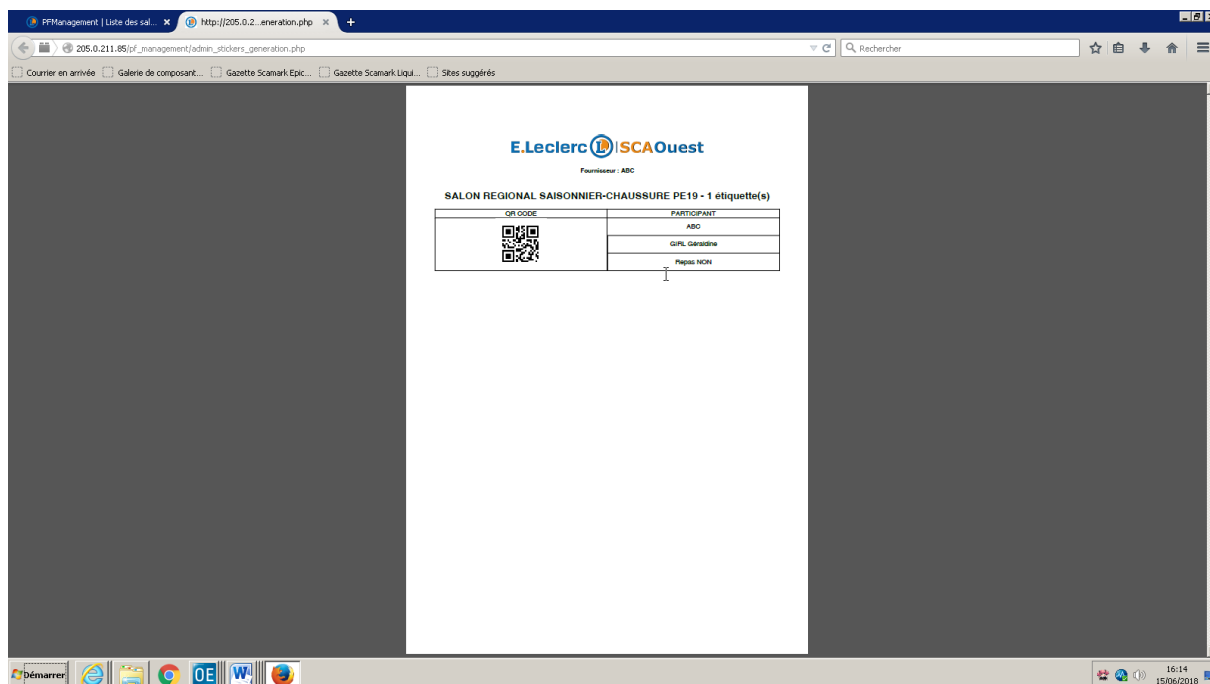 PFManagement | Liste des sal...
http://205.0.2...eneration.php
205.0.211.85/pf_management/admin_stickers_generation.php
Rechercher
Courrier en arrivée
Galerie de composant...
Gazette Scamark Epic...
Gazette Scamark Liqui...
Sites suggérés
E.Leclerc L SCAOuest
Fournisseur : ABC
SALON REGIONAL SAISONNIER-CHAUSSURE PE19 - 1 étiquette(s)
QR CODE PARTICIPANT
ABC
GIRL Géraldine
Repas NON
Démarrer
OE
W
16:14
15/06/2018